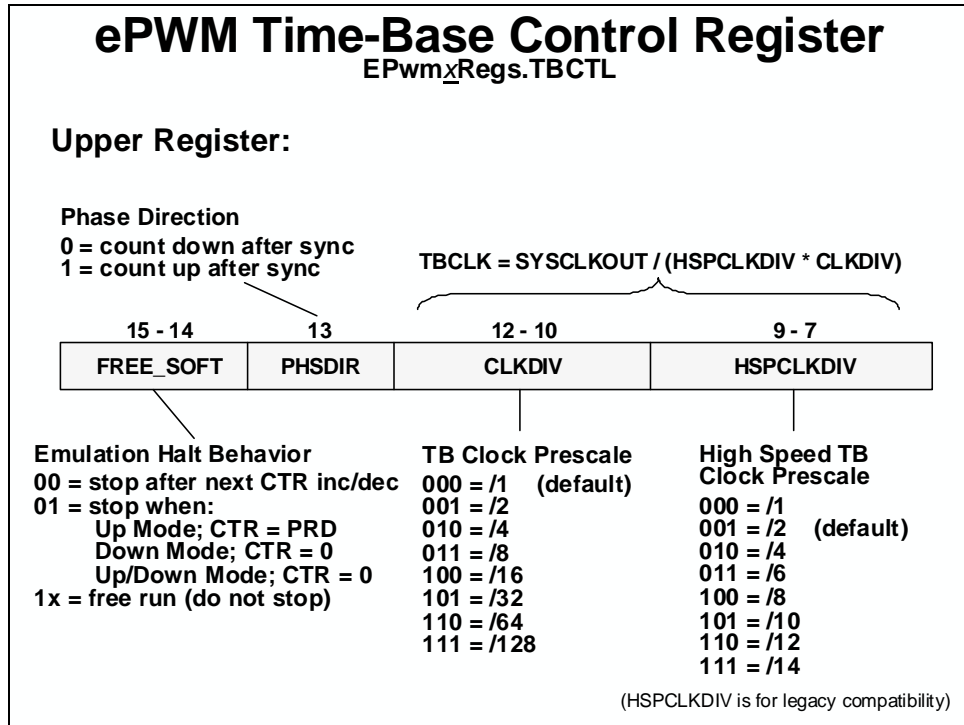 ePWM Time-Base Control Register
EPwmxRegs.TBCTL
Upper Register:
Phase Direction
0 = count down after sync
1 = count up after sync
TBCLK = SYSCLKOUT / (HSPCLKDIV * CLKDIV)
15 - 14
13
12 - 10
9 - 7
FREE_SOFT
PHSDIR
CLKDIV
HSPCLKDIV
Emulation Halt Behavior
00 = stop after next CTR inc/dec
01 = stop when:
Up Mode; CTR = PRD
Down Mode; CTR = 0
Up/Down Mode; CTR = 0
1x = free run (do not stop)
TB Clock Prescale
000 = /1 (default)
001 = /2
010 = /4
011 = /8
100 = /16
101 = /32
110 = /64
111 = /128
High Speed TB
Clock Prescale
000 = /1
001 = /2 (default)
010 = /4
011 = /6
100 = /8
101 = /10
110 = /12
111 = /14
(HSPCLKDIV is for legacy compatibility)